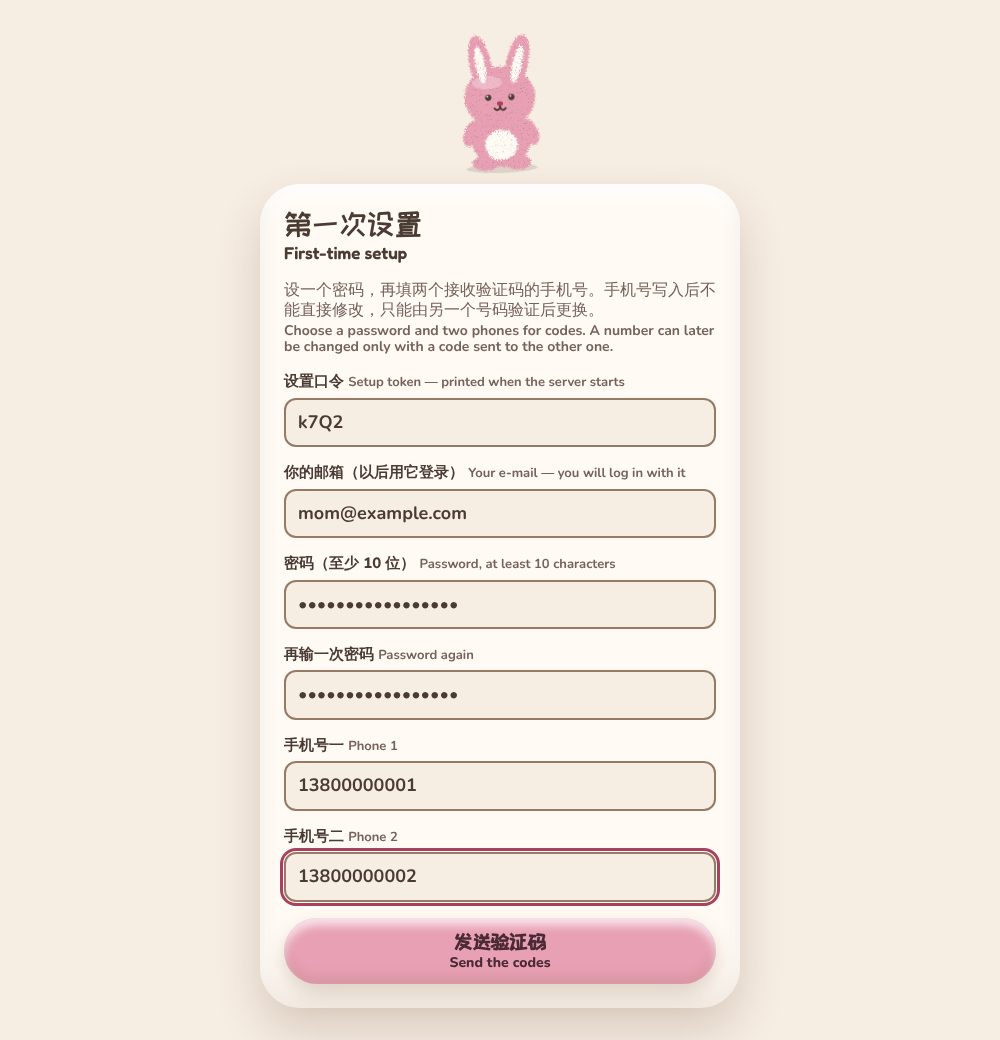 第一次设置
First-time setup
设一个密码，再填两个接收验证码的手机号。手机号写入后不
能直接修改，只能由另一个号码验证后更换。
Choose a password and two phones for codes. A number can later
be changed only with a code sent to the other one.
设置口令 Setup token — printed when the server starts
k7Q2
你的邮箱（以后用它登录） Your e-mail — you will log in with it
mom@example.com
密码（至少 10 位） Password, at least 10 characters
•••••••••••••••••
再输一次密码 Password again
•••••••••••••••••
手机号一 Phone 1
13800000001
手机号二 Phone 2
13800000002
发送验证码
Send the codes